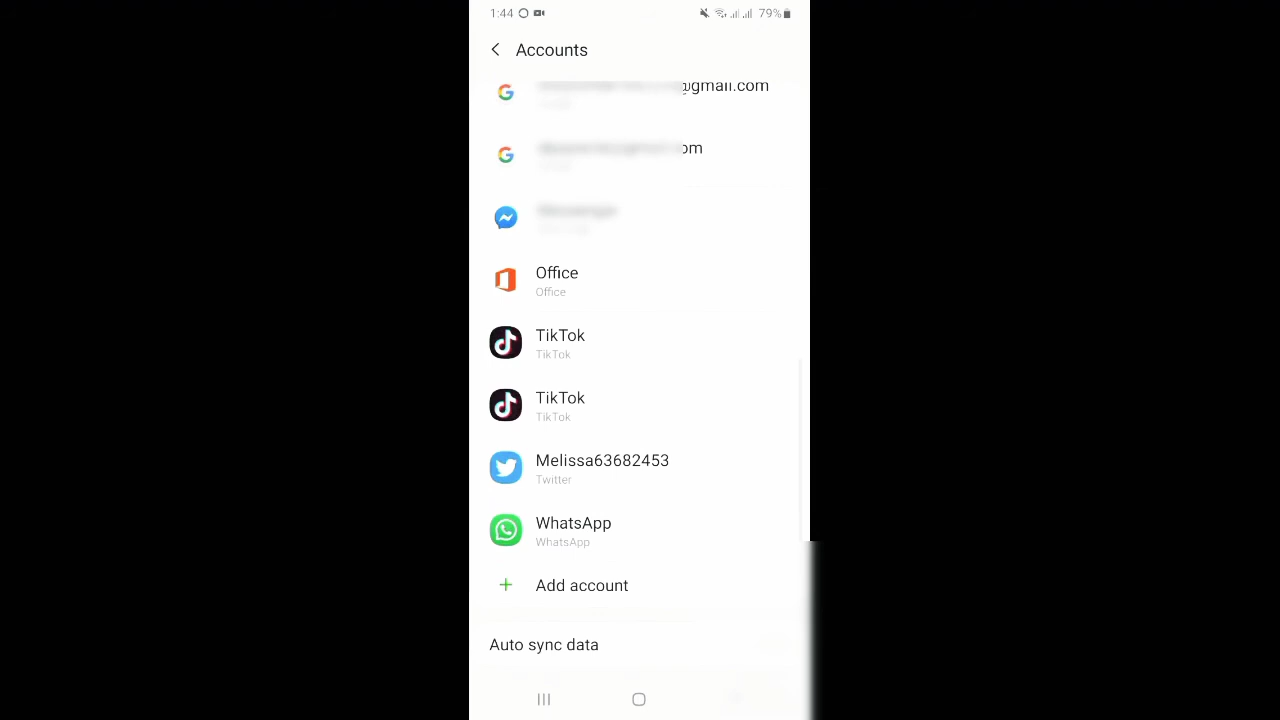 1:44 79%
Accounts
@gmail.com
om
Office
Office
TikTok
TikTok
TikTok
TikTok
Melissa63682453
Twitter
WhatsApp
WhatsApp
Add account
Auto sync data